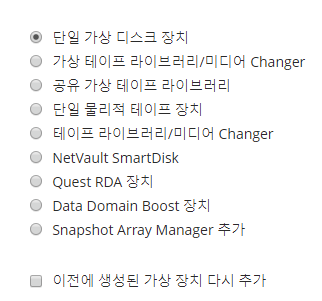 단일 가상 디스크 장치
가상 테이프 라이브러리/미디어 Changer
공유 가상 테이프 라이브러리
단일 물리적 테이프 장치
테이프 라이브러리/미디어 Changer
NetVault SmartDisk
Quest RDA 장치
Data Domain Boost 장치
Snapshot Array Manager 추가
이전에 생성된 가상 장치 다시 추가